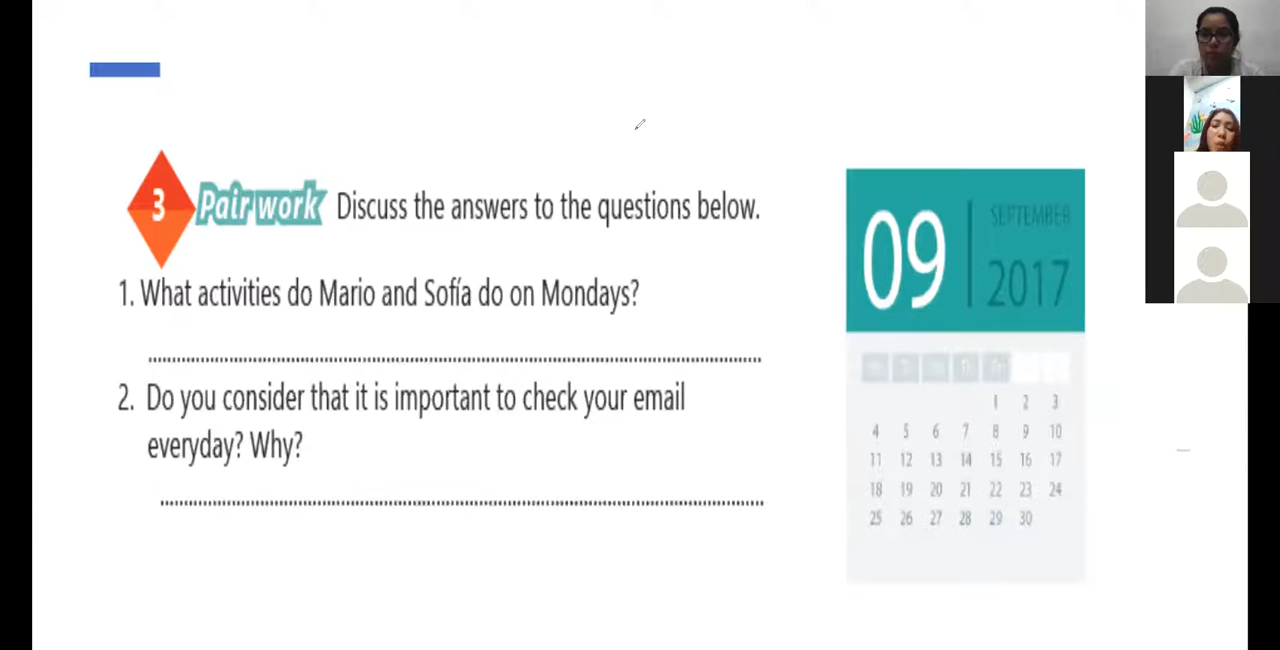 3 Pair work Discuss the answers to the questions below.
1. What activities do Mario and Sofía do on Mondays?
2. Do you consider that it is important to check your email
everyday? Why?
09 SEPTEMBER
2017
1 2 3
4 5 6 7 8 9 10
11 12 13 14 15 16 17
18 19 20 21 22 23 24
25 26 27 28 29 30